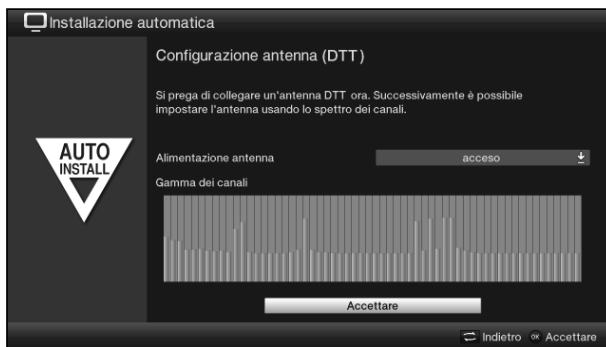 Installazione automatica
Configurazione antenna (DTT)
Si prega di collegare un'antenna DTT ora. Successivamente è possibile
impostare l'antenna usando lo spettro dei canali.
AUTO
INSTALL
Alimentazione antenna acceso
Gamma dei canali
Accettare
Indietro OK Accettare